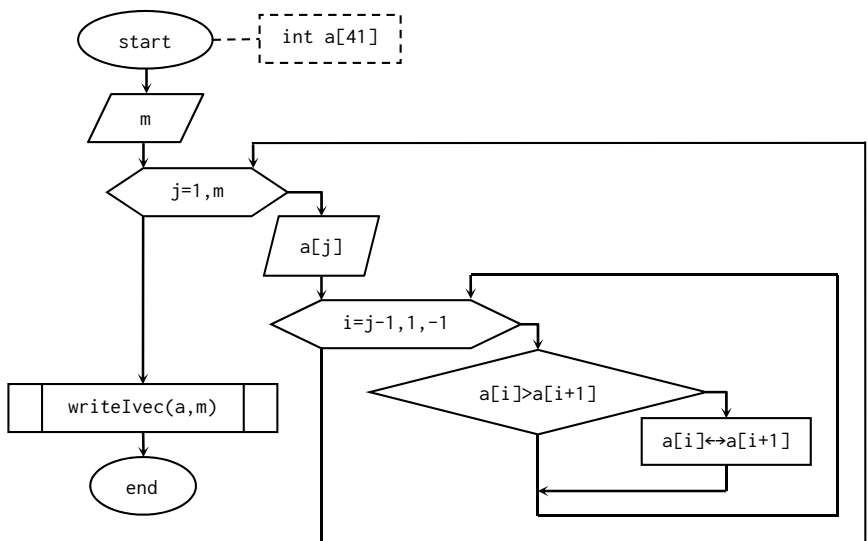 start
int a[41]
m
j=1,m
a[j]
i=j-1,1,-1
a[i]>a[i+1]
writeIvec(a,m)
a[i]↔a[i+1]
end